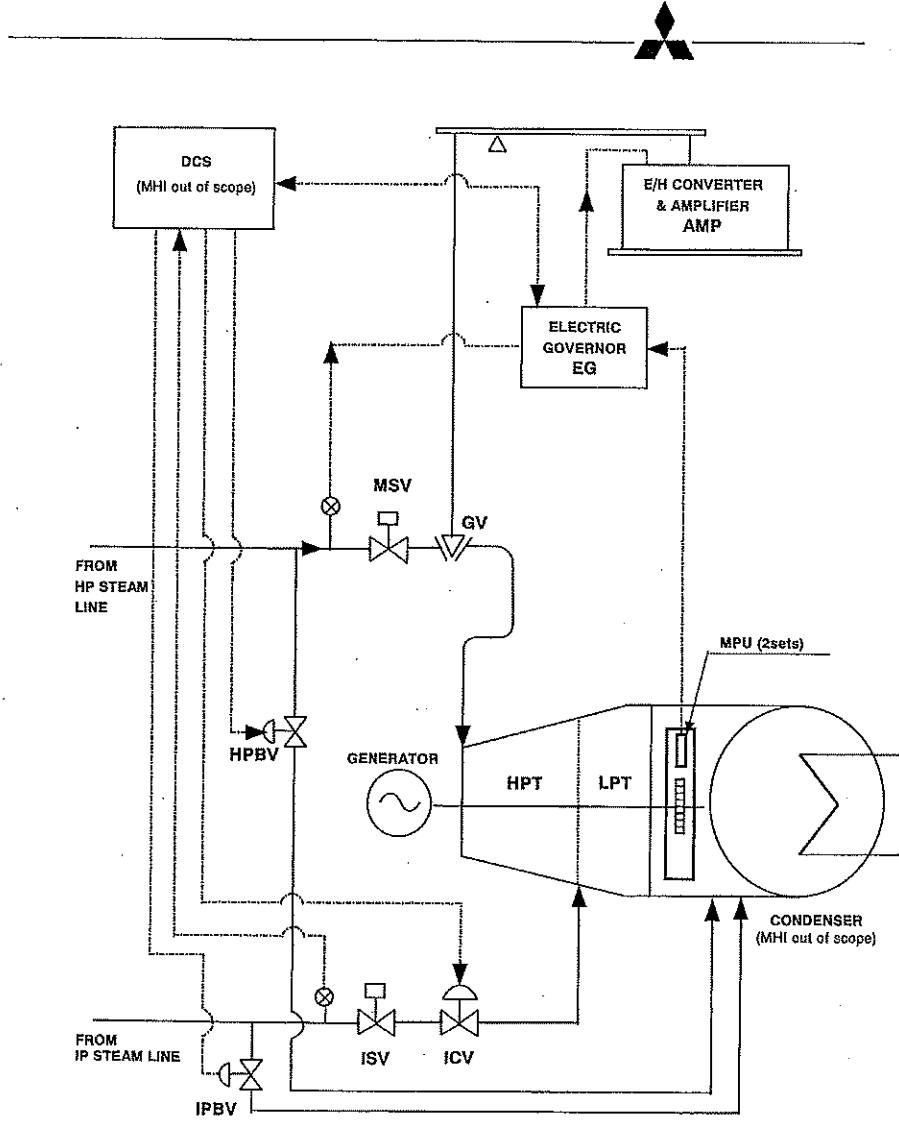 DCS
(MHI out of scope)
E/H CONVERTER
& AMPLIFIER
AMP
ELECTRIC
GOVERNOR
EG
MSV
GV
FROM
HP STEAM
LINE
MPU (2sets)
HPBV
GENERATOR
HPT
LPT
CONDENSER
(MHI out of scope)
FROM
IP STEAM LINE
ISV
ICV
IPBV